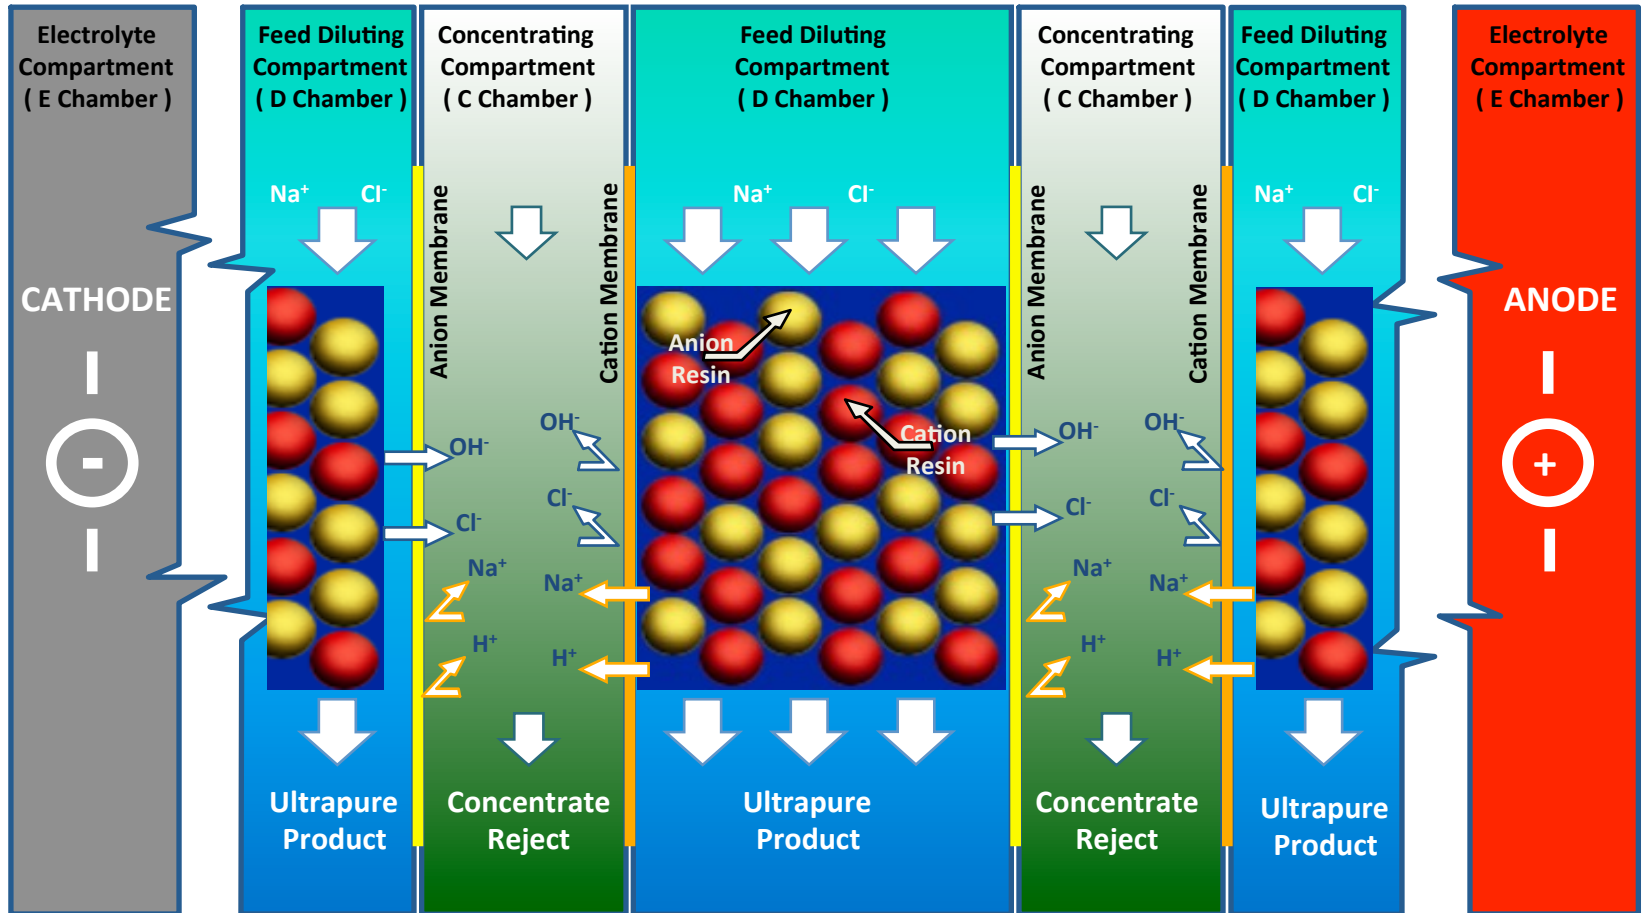 Electrolyte
Compartment
( E Chamber )
Feed Diluting
Compartment
( D Chamber )
Concentrating
Compartment
( C Chamber )
Feed Diluting
Compartment
( D Chamber )
Concentrating
Compartment
( C Chamber )
Feed Diluting
Compartment
( D Chamber )
Electrolyte
Compartment
( E Chamber )
Na⁺ Cl⁻
Na⁺ Cl⁻
Na⁺ Cl⁻
CATHODE
-
Anion Membrane
Cation Membrane
Anion Resin
Cation Resin
Anion Membrane
Cation Membrane
ANODE
+
OH⁻
OH⁻
Cl⁻
Cl⁻
Na⁺
Na⁺
H⁺
H⁺
OH⁻
OH⁻
Cl⁻
Cl⁻
Na⁺
Na⁺
H⁺
H⁺
Ultrapure
Product
Concentrate
Reject
Ultrapure
Product
Concentrate
Reject
Ultrapure
Product